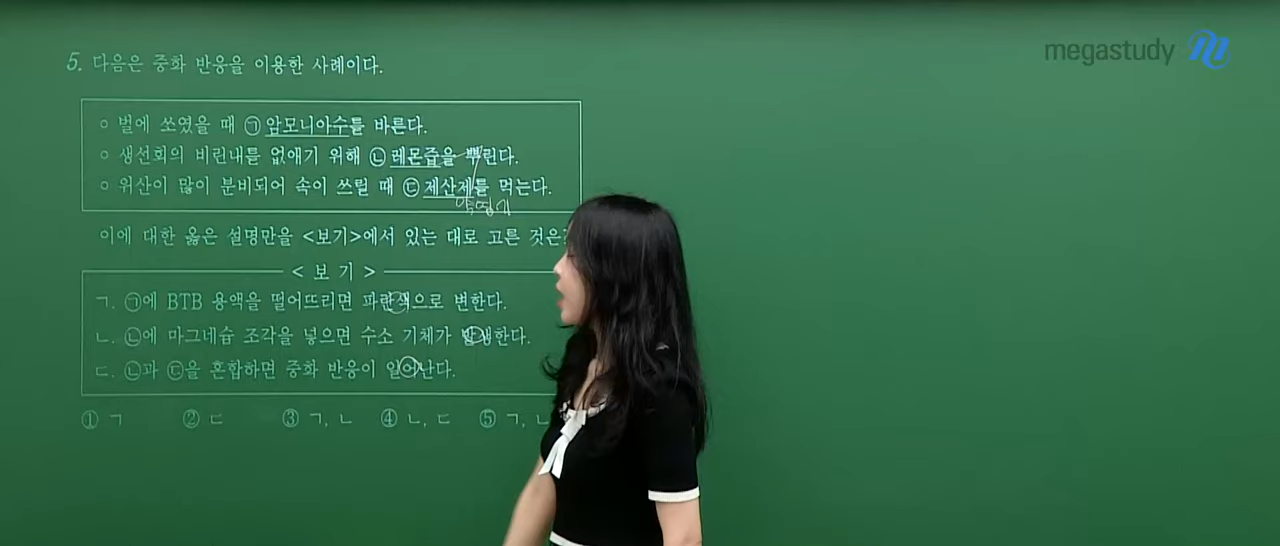 megastudy
5. 다음은 중화 반응을 이용한 사례이다.
○ 벌에 쏘였을 때 ㉠ 암모니아수를 바른다.
○ 생선회의 비린내를 없애기 위해 ㉡ 레몬즙을 뿌린다.
○ 위산이 많이 분비되어 속이 쓰릴 때 ㉢ 제산제를 먹는다.
이에 대한 옳은 설명만을 <보기>에서 있는 대로 고른 것은?
< 보 기 >
ㄱ. ㉠에 BTB 용액을 떨어뜨리면 파란색으로 변한다.
ㄴ. ㉡에 마그네슘 조각을 넣으면 수소 기체가 발생한다.
ㄷ. ㉡과 ㉢을 혼합하면 중화 반응이 일어난다.
① ㄱ ② ㄷ ③ ㄱ, ㄴ ④ ㄴ, ㄷ ⑤ ㄱ, ㄴ